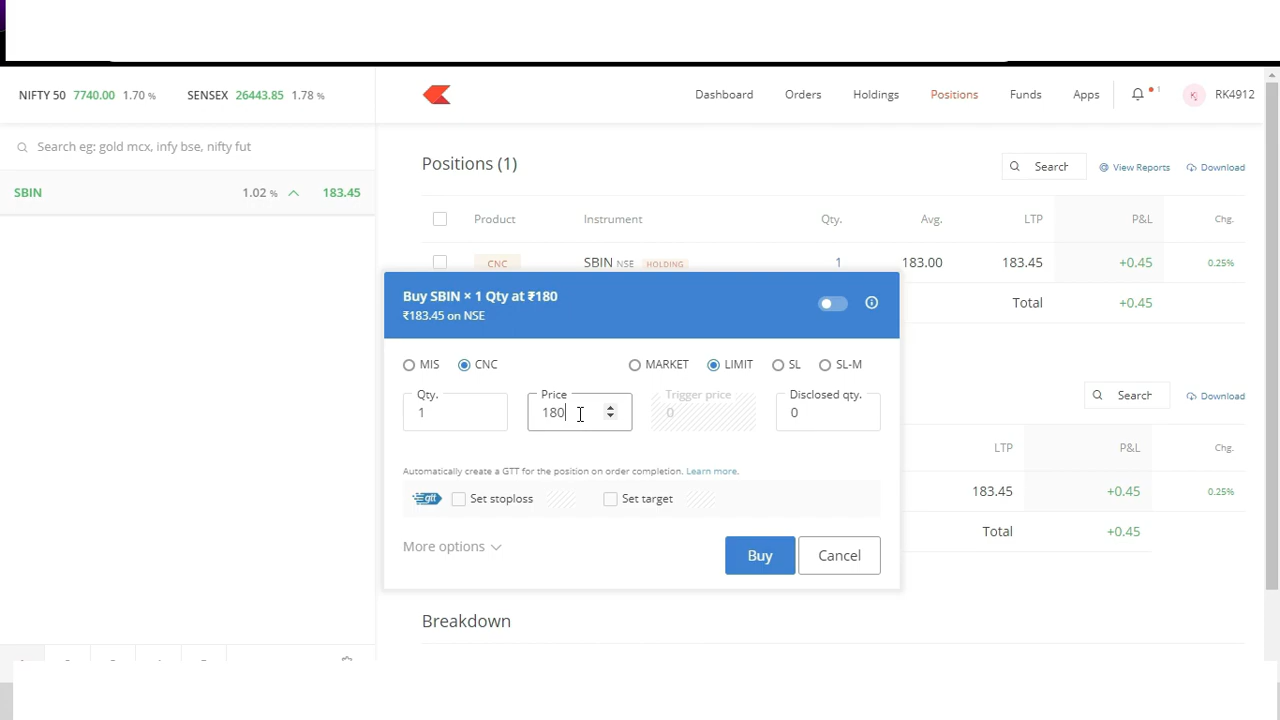 NIFTY 50 7740.00 1.70 % SENSEX 26443.85 1.78 %
Dashboard Orders Holdings Positions Funds Apps 1 RK4912
Search eg: gold mcx, infy bse, nifty fut
SBIN 1.02 % 183.45
Positions (1) Search View Reports Download
Product Instrument Qty. Avg. LTP P&L Chg.
CNC SBIN NSE HOLDING 1 183.00 183.45 +0.45 0.25%
Total +0.45
Buy SBIN × 1 Qty at ₹180
₹183.45 on NSE
MIS CNC MARKET LIMIT SL SL-M
Qty. Price Trigger price Disclosed qty.
1 180 0 0
Search Download
LTP P&L Chg.
Automatically create a GTT for the position on order completion. Learn more.
gtt Set stoploss Set target
183.45 +0.45 0.25%
Total +0.45
More options Buy Cancel
Breakdown